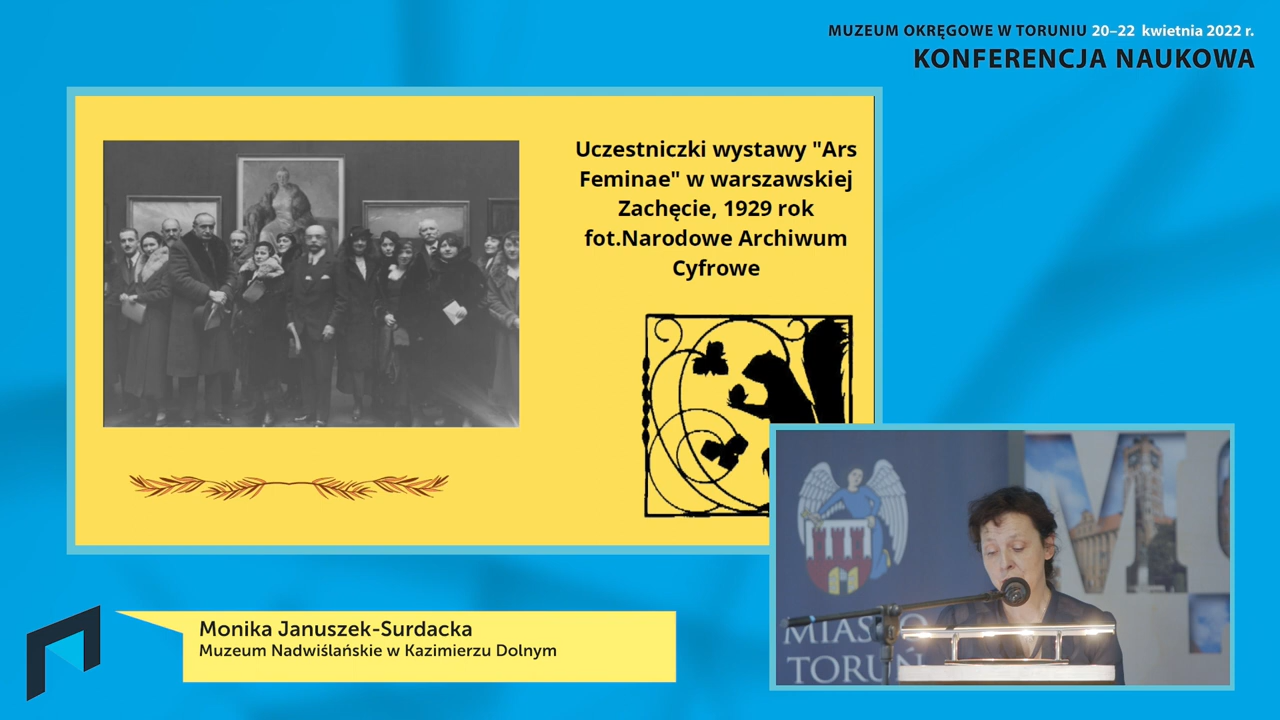 MUZEUM OKRĘGOWE W TORUNIU 20–22 kwietnia 2022 r.
KONFERENCJA NAUKOWA
Uczestniczki wystawy "Ars
Feminae" w warszawskiej
Zachęcie, 1929 rok
fot.Narodowe Archiwum
Cyfrowe
Monika Januszek-Surdacka
Muzeum Nadwiślańskie w Kazimierzu Dolnym
MIASTO
TORUŃ